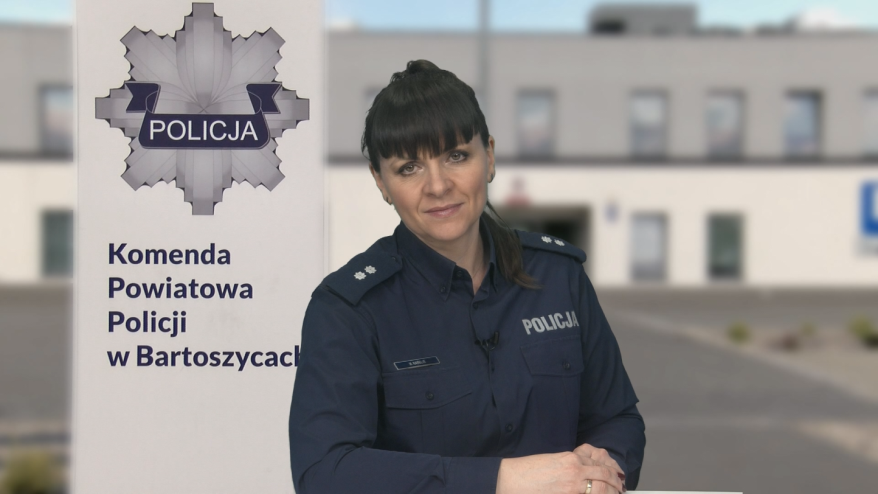 POLICJA
Komenda
Powiatowa
Policji
w Bartoszycach
POLICJA